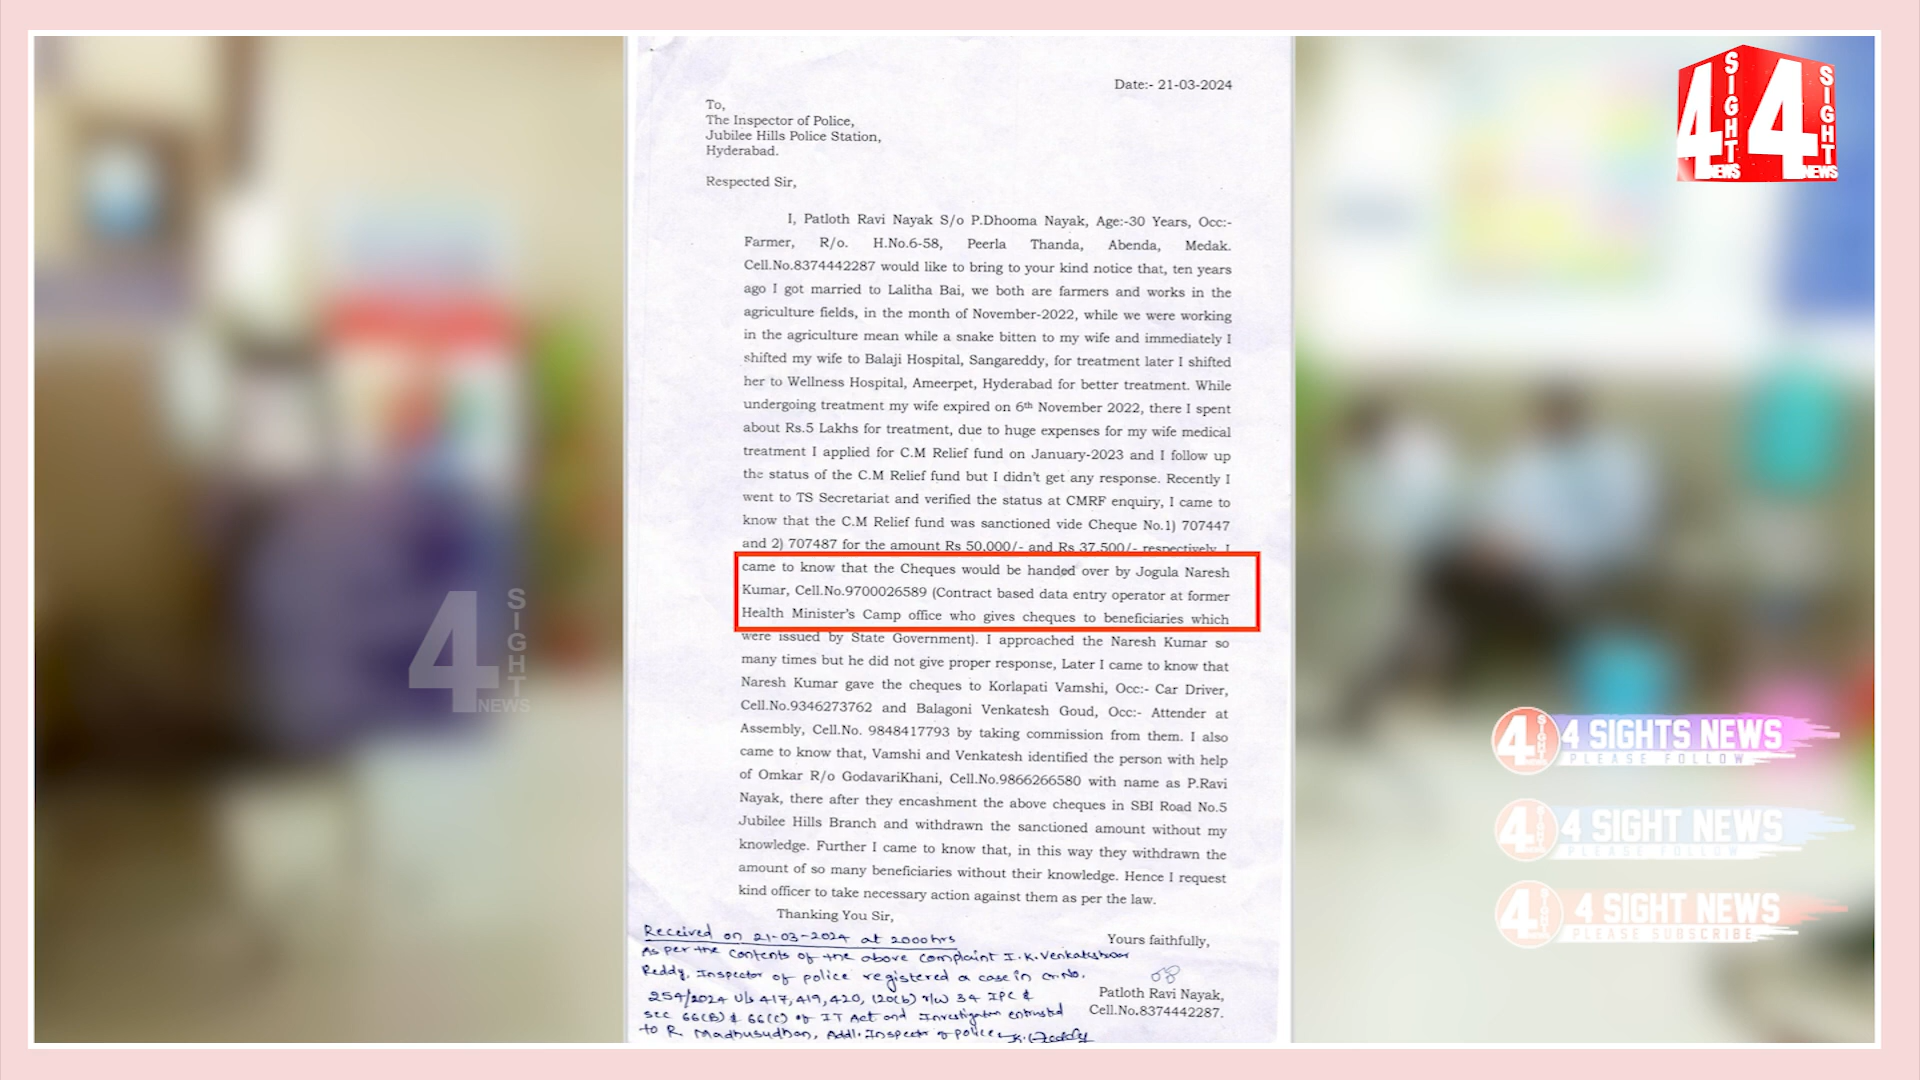 Date:- 21-03-2024
To,
The Inspector of Police,
Jubilee Hills Police Station,
Hyderabad.
Respected Sir,
I, Patloth Ravi Nayak S/o P.Dhooma Nayak, Age:-30 Years, Occ:-
Farmer, R/o. H.No.6-58, Peerla Thanda, Abenda, Medak.
Cell.No.8374442287 would like to bring to your kind notice that, ten years
ago I got married to Lalitha Bai, we both are farmers and works in the
agriculture fields, in the month of November-2022, while we were working
in the agriculture mean while a snake bitten to my wife and immediately I
shifted my wife to Balaji Hospital, Sangareddy, for treatment later I shifted
her to Wellness Hospital, Ameerpet, Hyderabad for better treatment. While
undergoing treatment my wife expired on 6th November 2022, there I spent
about Rs.5 Lakhs for treatment, due to huge expenses for my wife medical
treatment I applied for C.M Relief fund on January-2023 and I follow up
the status of the C.M Relief fund but I didn't get any response. Recently I
went to TS Secretariat and verified the status at CMRF enquiry, I came to
know that the C.M Relief fund was sanctioned vide Cheque No.1) 707447
and 2) 707487 for the amount Rs 50,000/- and Rs 37,500/- respectively. I
came to know that the Cheques would be handed over by Jogula Naresh
Kumar, Cell.No.9700026589 (Contract based data entry operator at former
Health Minister's Camp office who gives cheques to beneficiaries which
were issued by State Government). I approached the Naresh Kumar so
many times but he did not give proper response, Later I came to know that
Naresh Kumar gave the cheques to Korlapati Vamshi, Occ:- Car Driver,
Cell.No.9346273762 and Balagoni Venkatesh Goud, Occ:- Attender at
Assembly, Cell.No. 9848417793 by taking commission from them. I also
came to know that, Vamshi and Venkatesh identified the person with help
of Omkar R/o GodavariKhani, Cell.No.9866266580 with name as P.Ravi
Nayak, there after they encashment the above cheques in SBI Road No.5
Jubilee Hills Branch and withdrawn the sanctioned amount without my
knowledge. Further I came to know that, in this way they withdrawn the
amount of so many beneficiaries without their knowledge. Hence I request
kind officer to take necessary action against them as per the law.
Thanking You Sir,
Yours faithfully,
Patloth Ravi Nayak,
Cell.No.8374442287.
Received on 21-03-2024 at 2000hrs
As per the contents of the above complaint I.K.Venkateshwar
Reddy, Inspector of police registered a case in cr.No.
254/2024 U/s 417, 419, 420, 120(b) r/w 34 IPC &
sec 66(B) & 66(C) of IT Act and Investigation entrusted
to R Madhusudhan, Addl. Inspector of police
K. Reddy
4 SIGHT NEWS
4 SIGHT NEWS
4 SIGHT NEWS
4 SIGHTS NEWS
PLEASE FOLLOW
4 SIGHT NEWS
PLEASE FOLLOW
4 SIGHT NEWS
PLEASE SUBSCRIBE